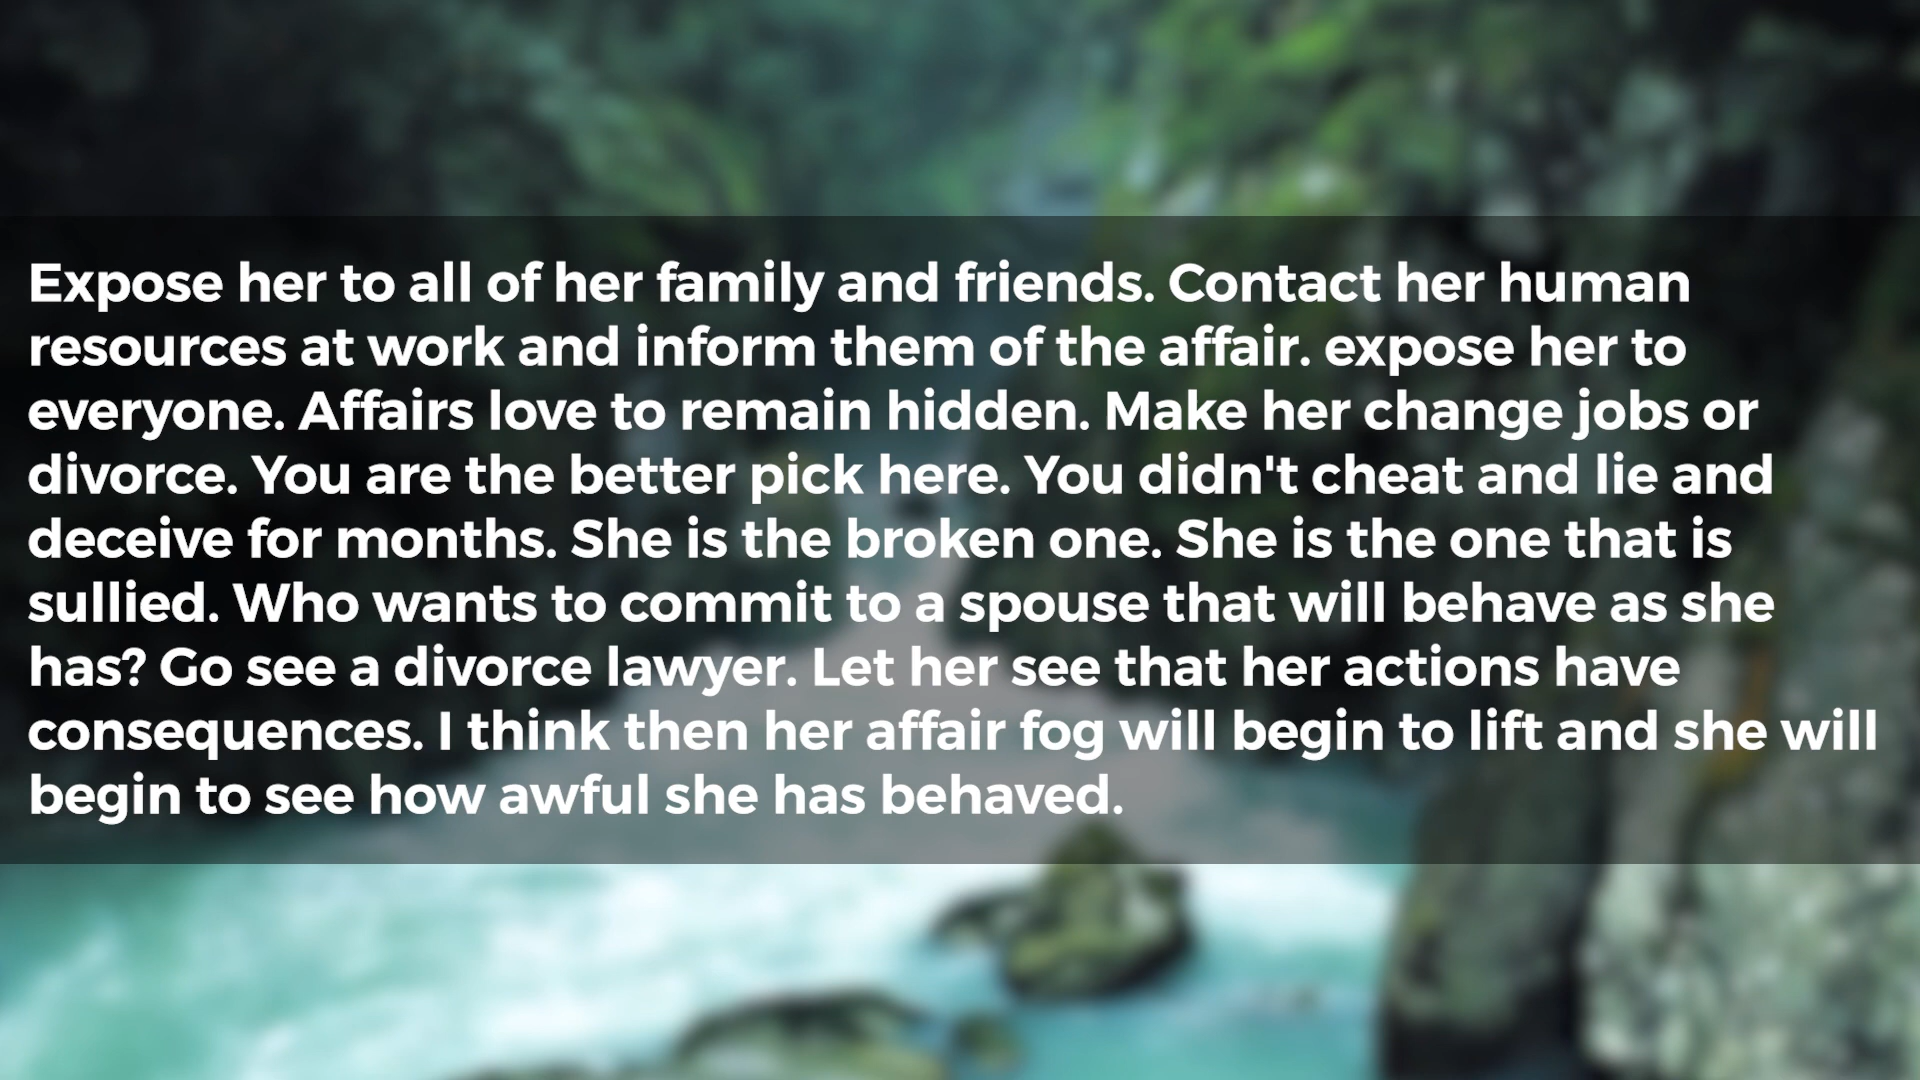 Expose her to all of her family and friends. Contact her human
resources at work and inform them of the affair. expose her to
everyone. Affairs love to remain hidden. Make her change jobs or
divorce. You are the better pick here. You didn't cheat and lie and
deceive for months. She is the broken one. She is the one that is
sullied. Who wants to commit to a spouse that will behave as she
has? Go see a divorce lawyer. Let her see that her actions have
consequences. I think then her affair fog will begin to lift and she will
begin to see how awful she has behaved.